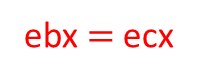 ebx = ecx